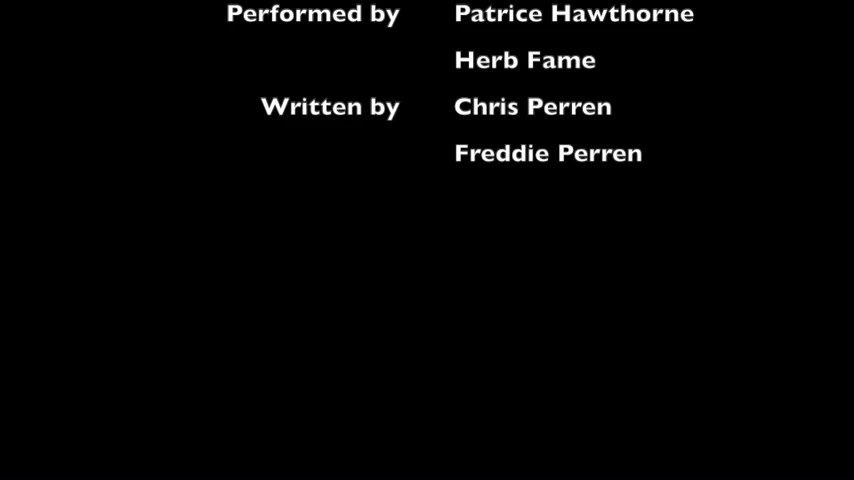 Performed by Patrice Hawthorne
Herb Fame
Written by Chris Perren
Freddie Perren